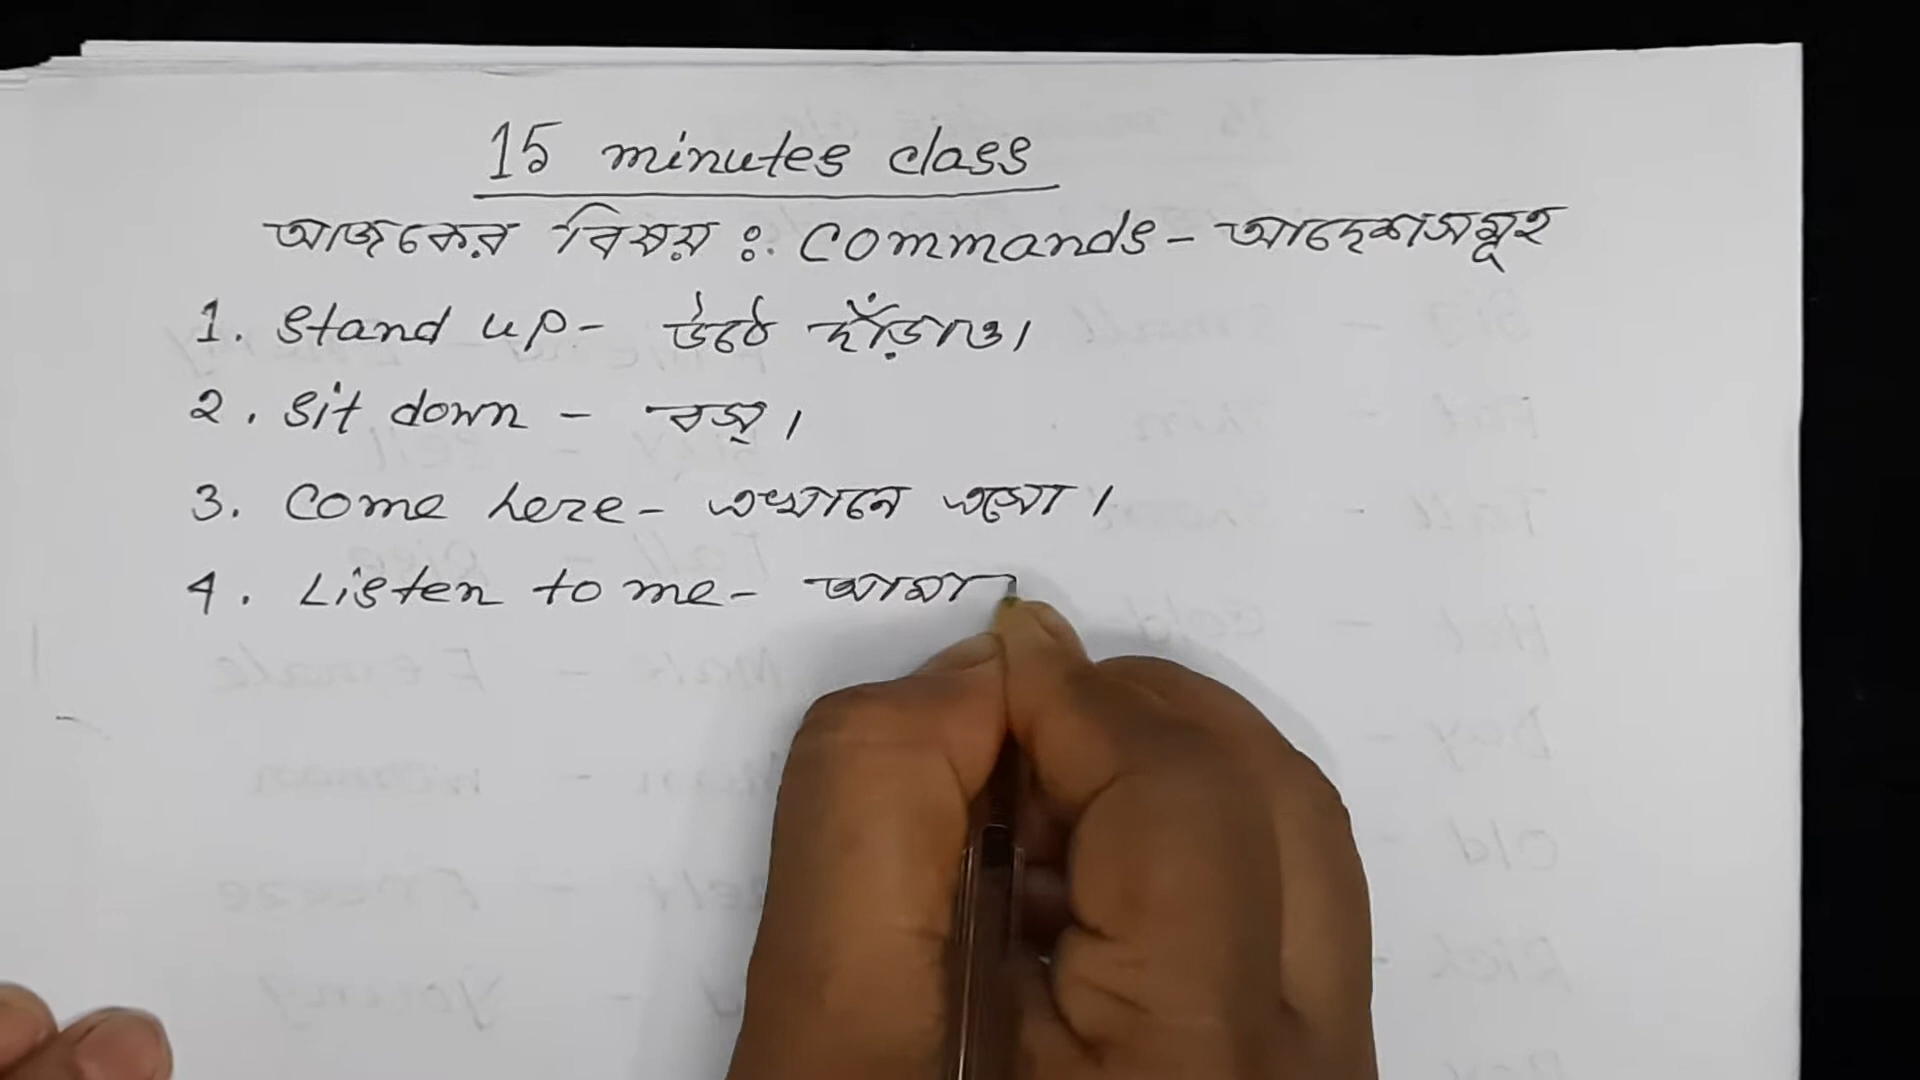 15 minutes class
আজকের বিষয় ঃ Commands - আদেশসমূহ
1. Stand up - উঠে দাঁড়াও।
2. Sit down - বস্।
3. Come here - এখানে এসো।
4. Listen to me - আমা